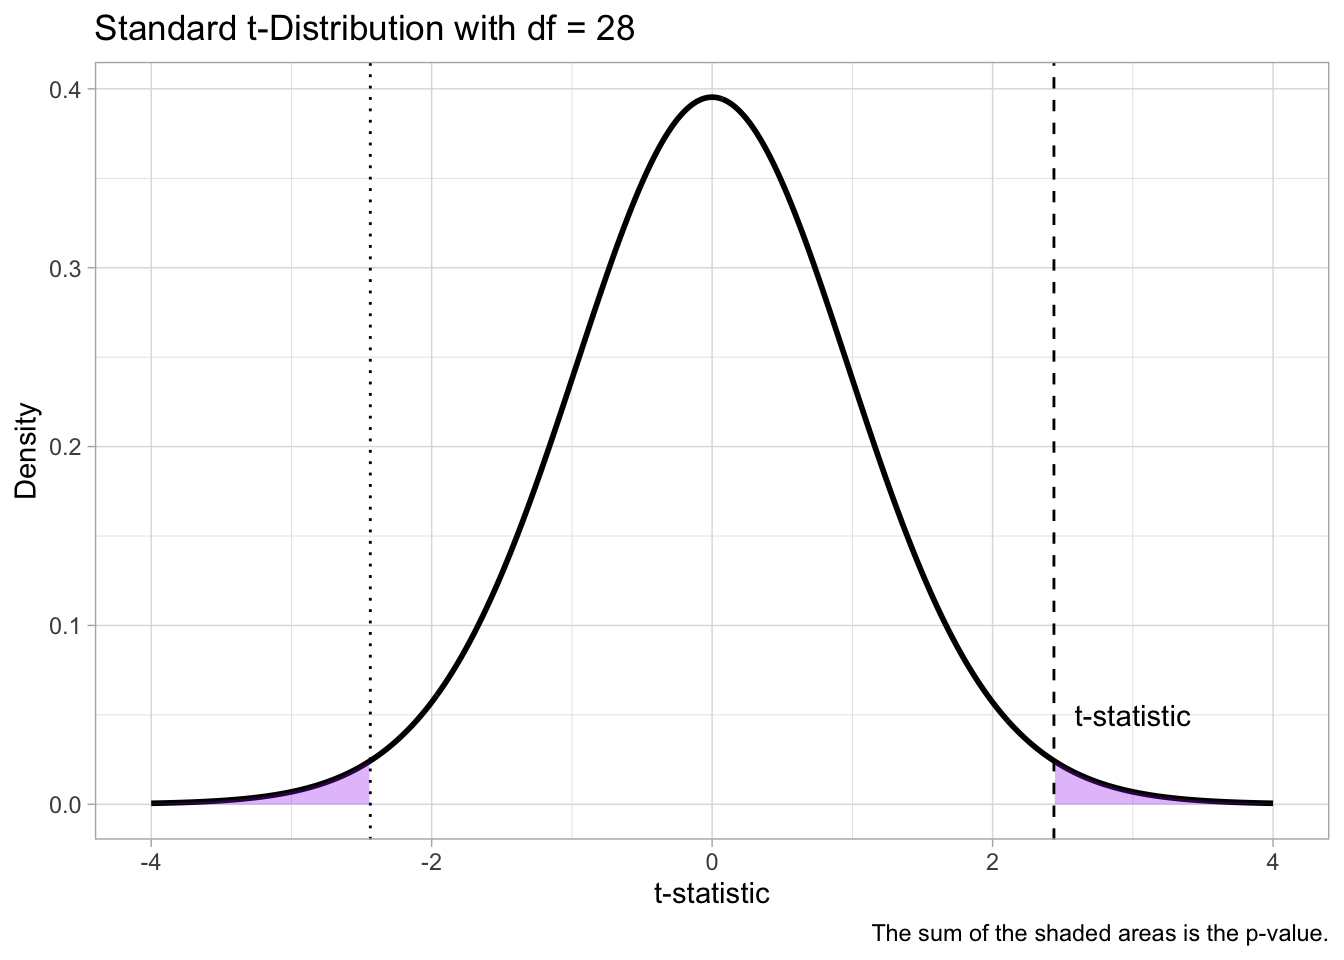 Standard t-Distribution with df = 28
0.4
0.3
0.2
0.1
0.0
Density
t-statistic
-4 -2 0 2 4
t-statistic
The sum of the shaded areas is the p-value.